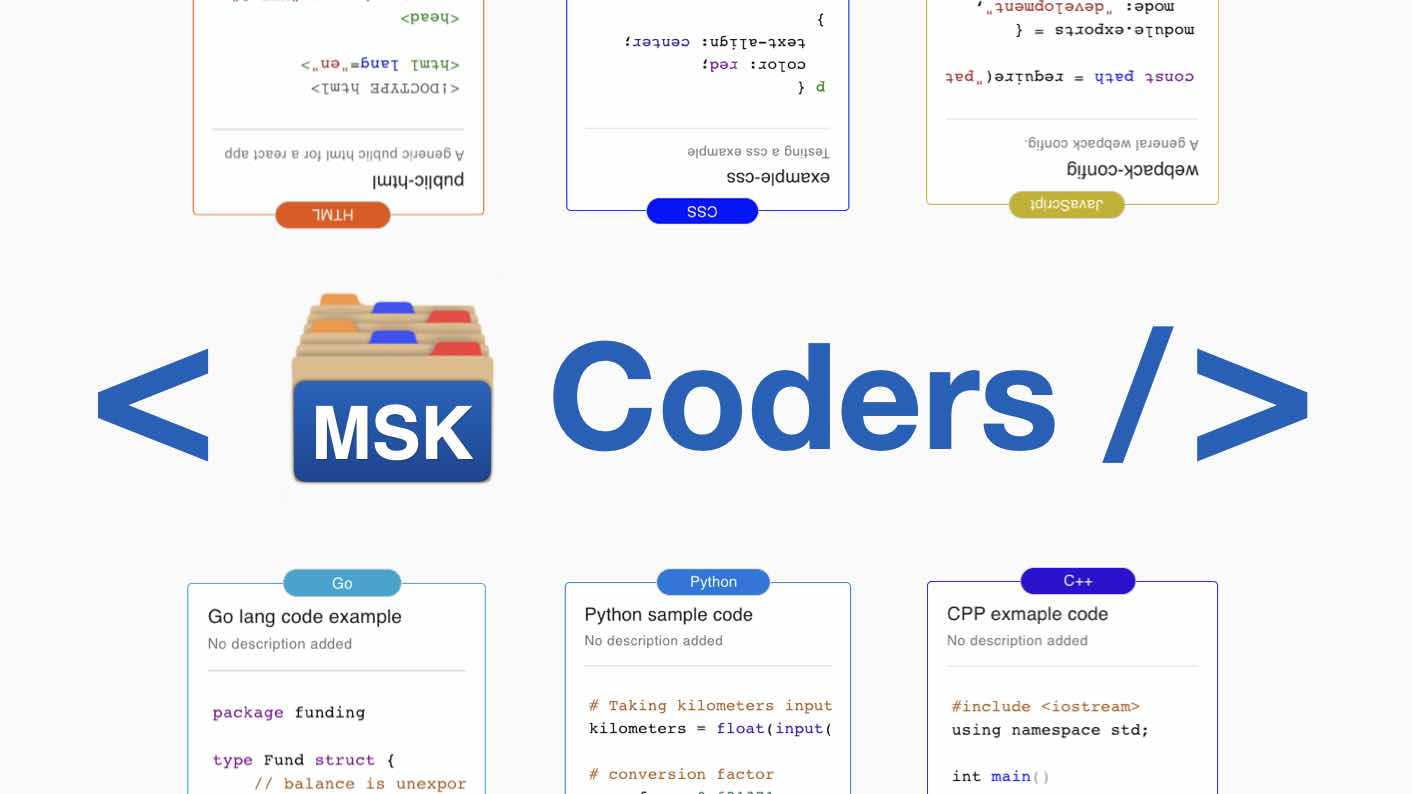 <head>
<html lang="en">
<!DOCTYPE html>
A generic public html for a react app
public-html
HTML
}
text-align: center;
color: red;
p {
Testing a css example
example-css
CSS
mode: "development",
module.exports = {
const path = require("pat
A general webpack config.
webpack-config
JavaScript
< MSK Coders />
Go
Go lang code example
No description added
package funding
type Fund struct {
// balance is unexpor
Python
Python sample code
No description added
# Taking kilometers input
kilometers = float(input(
# conversion factor
C++
CPP exmaple code
No description added
#include <iostream>
using namespace std;
int main()